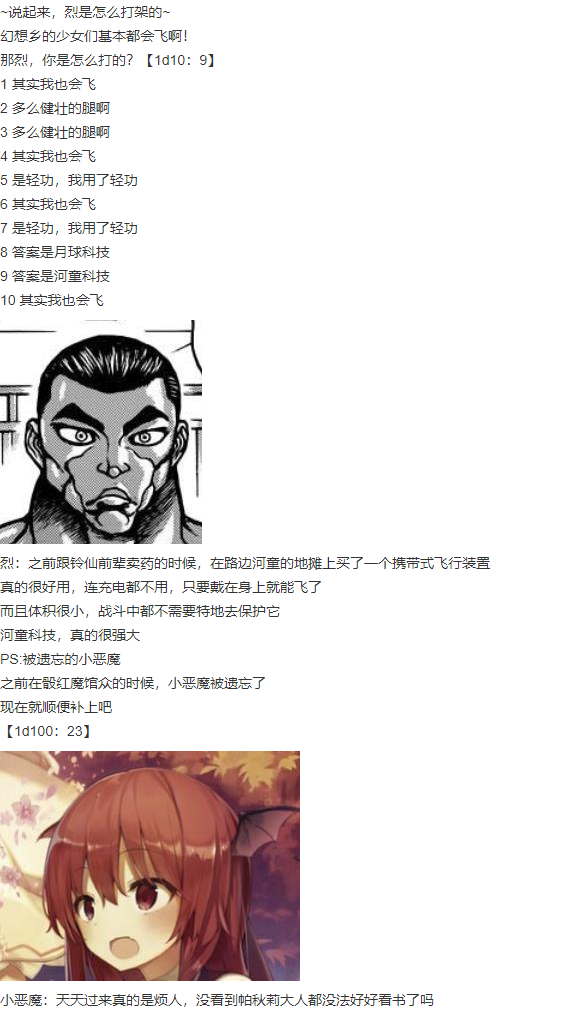 ~说起来，烈是怎么打架的~
幻想乡的少女们基本都会飞啊！
那烈，你是怎么打的？【1d10：9】
1 其实我也会飞
2 多么健壮的腿啊
3 多么健壮的腿啊
4 其实我也会飞
5 是轻功，我用了轻功
6 其实我也会飞
7 是轻功，我用了轻功
8 答案是月球科技
9 答案是河童科技
10 其实我也会飞
烈：之前跟铃仙前辈卖药的时候，在路边河童的地摊上买了一个携带式飞行装置
真的很好用，连充电都不用，只要戴在身上就能飞了
而且体积很小，战斗中都不需要特地去保护它
河童科技，真的很强大
PS:被遗忘的小恶魔
之前在骰红魔馆众的时候，小恶魔被遗忘了
现在就顺便补上吧
【1d100：23】
小恶魔：天天过来真的是烦人，没看到帕秋莉大人都没法好好看书了吗